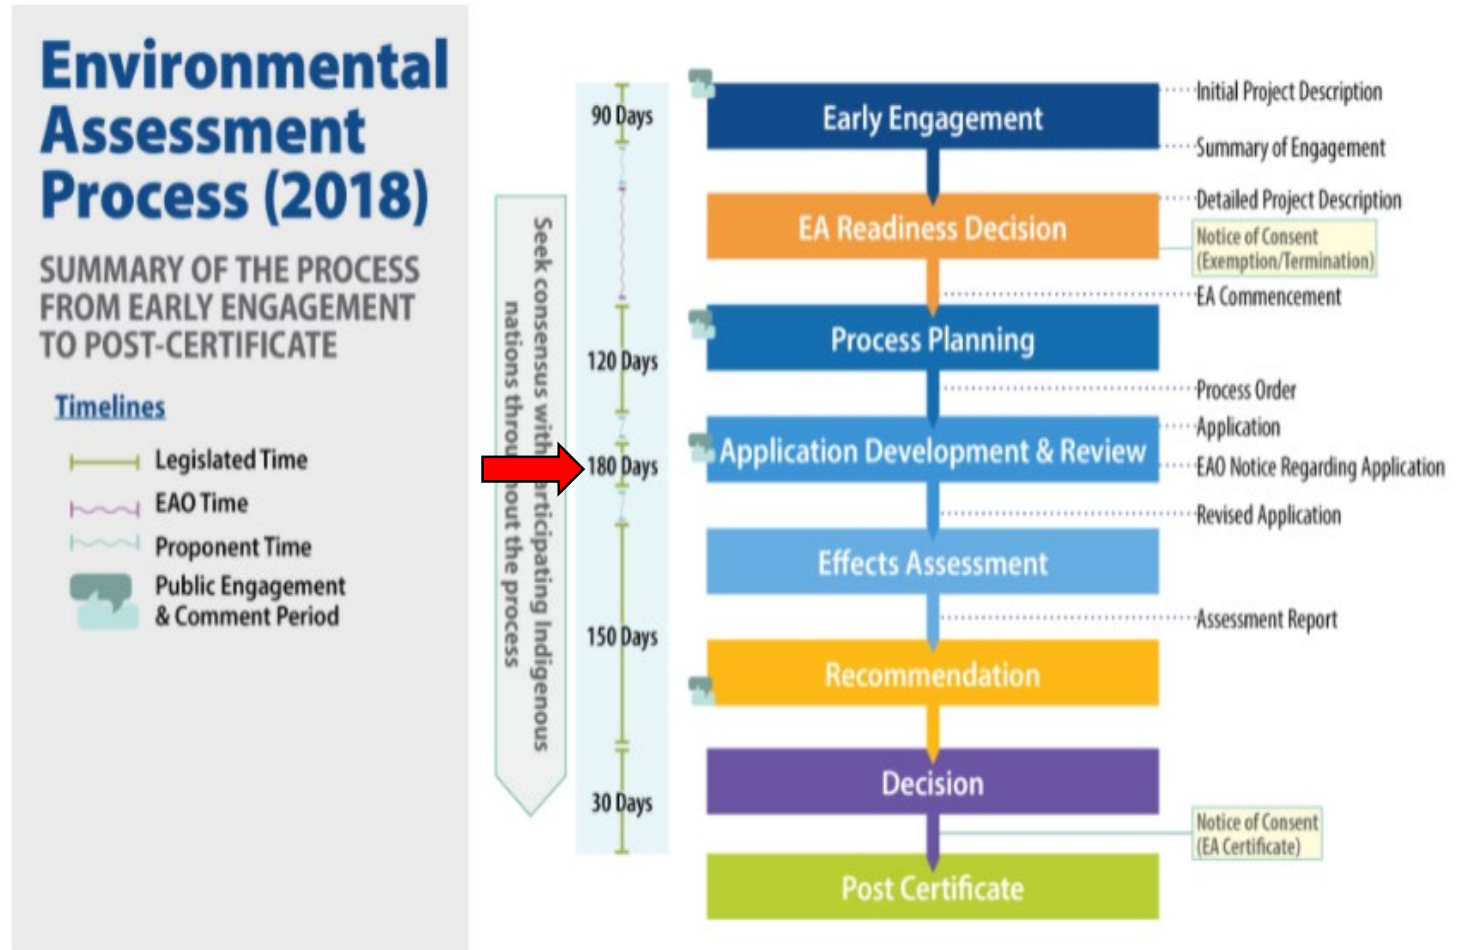 Environmental
Assessment
Process (2018)
SUMMARY OF THE PROCESS
FROM EARLY ENGAGEMENT
TO POST-CERTIFICATE
Timelines
Legislated Time
EAO Time
Proponent Time
Public Engagement
& Comment Period
Seek consensus with participating Indigenous
nations throughout the process
90 Days
120 Days
180 Days
150 Days
30 Days
Early Engagement
Initial Project Description
Summary of Engagement
EA Readiness Decision
Detailed Project Description
Notice of Consent
(Exemption/Termination)
EA Commencement
Process Planning
Process Order
Application Development & Review
Application
EAO Notice Regarding Application
Revised Application
Effects Assessment
Assessment Report
Recommendation
Decision
Notice of Consent
(EA Certificate)
Post Certificate